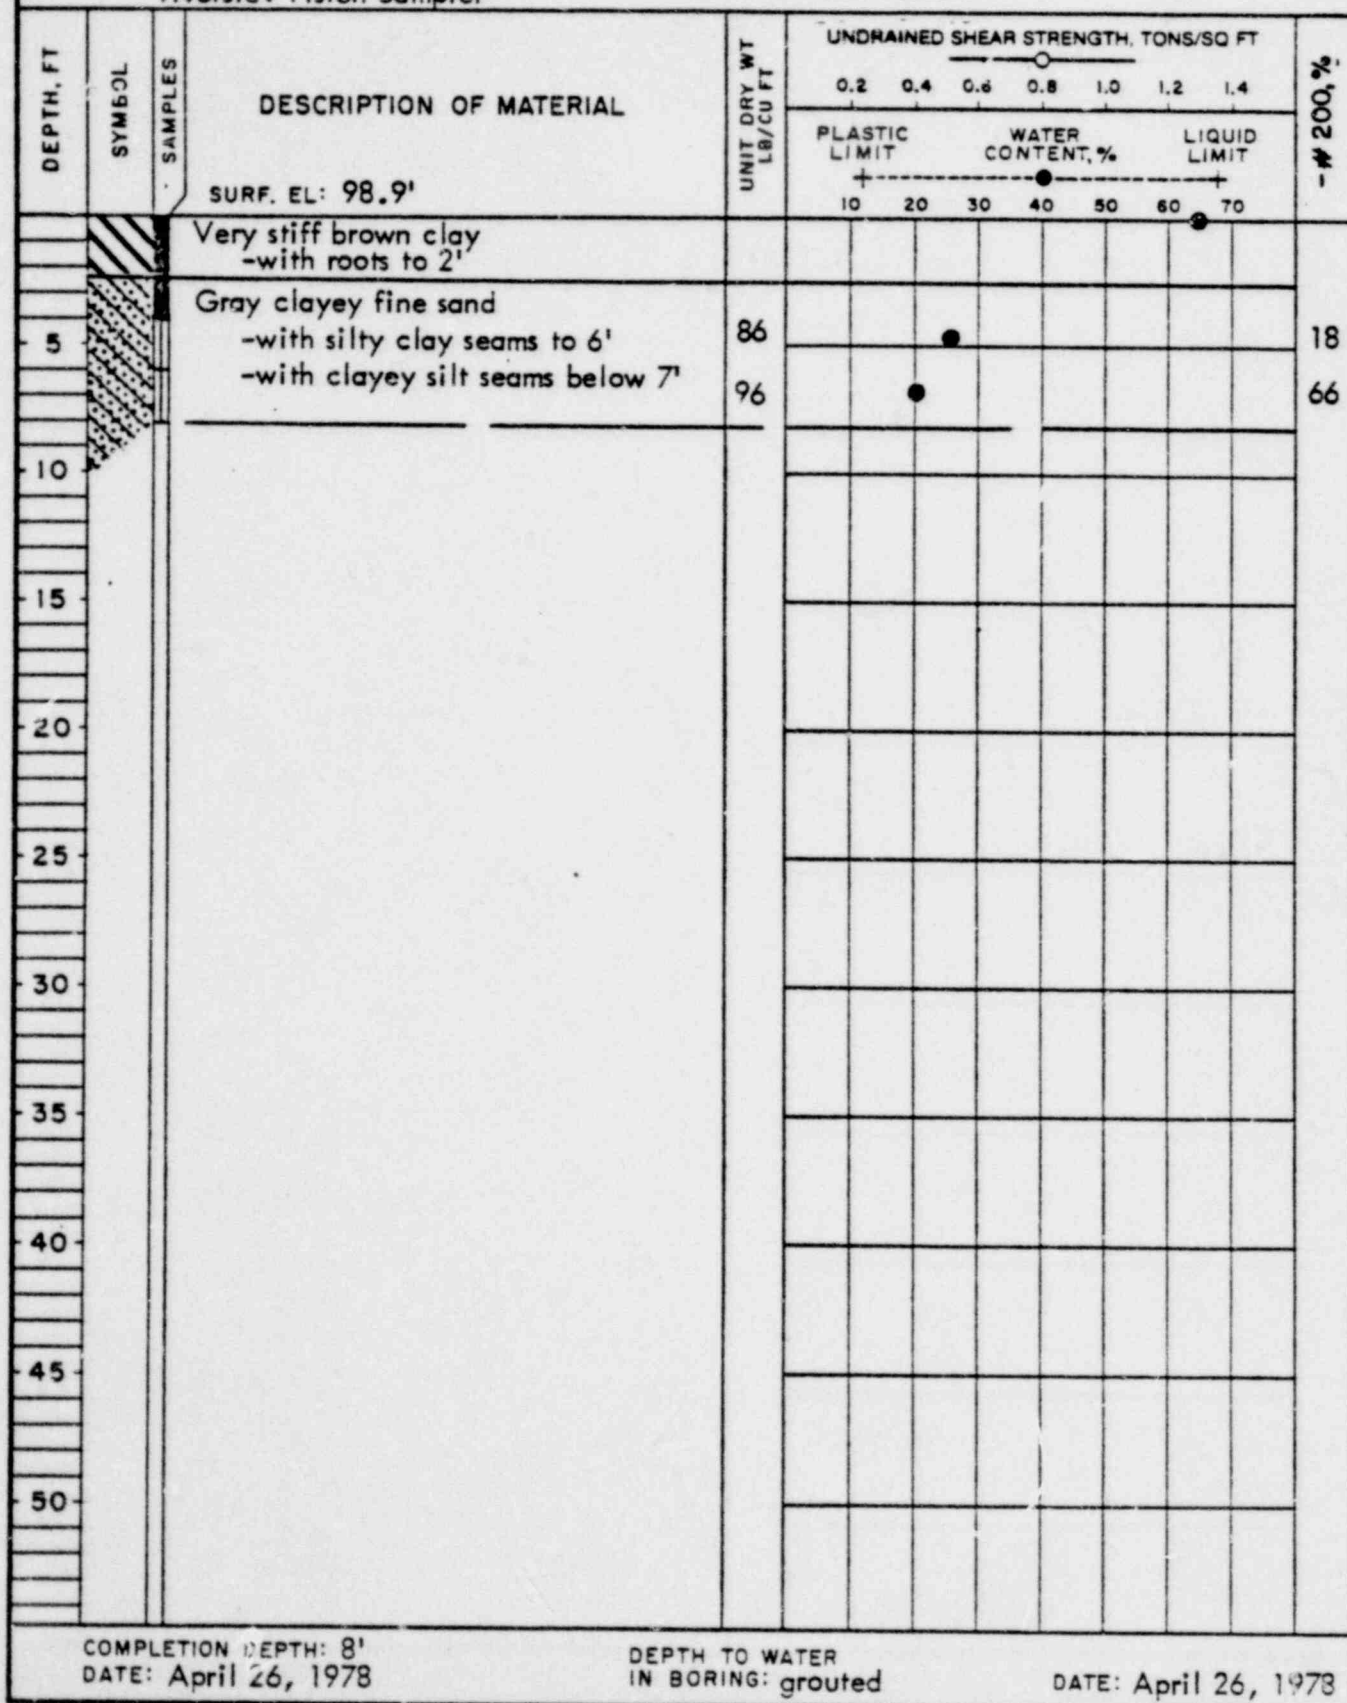 DEPTH, FT
SYMBOL
SAMPLES
DESCRIPTION OF MATERIAL
SURF. EL: 98.9'
UNIT DRY WT
LB/CU FT
UNDRAINED SHEAR STRENGTH, TONS/SQ FT
0.2 0.4 0.6 0.8 1.0 1.2 1.4
PLASTIC LIMIT
WATER CONTENT, %
LIQUID LIMIT
10 20 30 40 50 60 70
-# 200, %
Very stiff brown clay
-with roots to 2'
Gray clayey fine sand
-with silty clay seams to 6' 86 18
5
-with clayey silt seams below 7' 96 66
10
15
20
25
30
35
40
45
50
COMPLETION DEPTH: 8'
DATE: April 26, 1978
DEPTH TO WATER
IN BORING: grouted
DATE: April 26, 1978